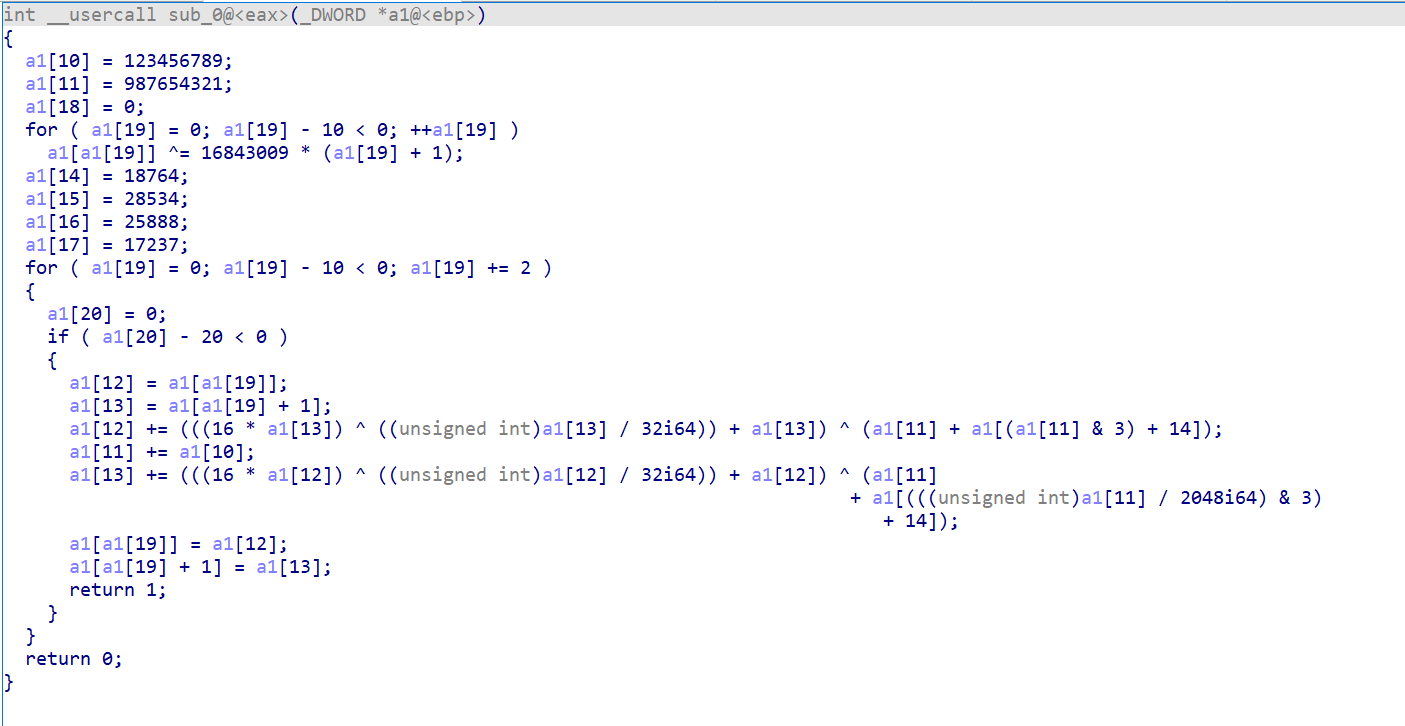 int __usercall sub_0@<eax>(_DWORD *a1@<ebp>)
{
  a1[10] = 123456789;
  a1[11] = 987654321;
  a1[18] = 0;
  for ( a1[19] = 0; a1[19] - 10 < 0; ++a1[19] )
    a1[a1[19]] ^= 16843009 * (a1[19] + 1);
  a1[14] = 18764;
  a1[15] = 28534;
  a1[16] = 25888;
  a1[17] = 17237;
  for ( a1[19] = 0; a1[19] - 10 < 0; a1[19] += 2 )
  {
    a1[20] = 0;
    if ( a1[20] - 20 < 0 )
    {
      a1[12] = a1[a1[19]];
      a1[13] = a1[a1[19] + 1];
      a1[12] += (((16 * a1[13]) ^ ((unsigned int)a1[13] / 32i64)) + a1[13]) ^ (a1[11] + a1[(a1[11] & 3) + 14]);
      a1[11] += a1[10];
      a1[13] += (((16 * a1[12]) ^ ((unsigned int)a1[12] / 32i64)) + a1[12]) ^ (a1[11]
                                                                             + a1[(((unsigned int)a1[11] / 2048i64) & 3)
                                                                                + 14]);
      a1[a1[19]] = a1[12];
      a1[a1[19] + 1] = a1[13];
      return 1;
    }
  }
  return 0;
}